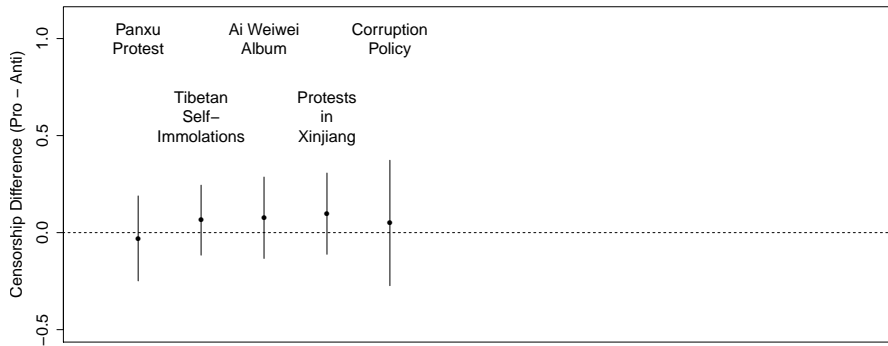 Censorship Difference (Pro − Anti)
1.0
0.5
0.0
−0.5
Panxu
Protest
Tibetan
Self−
Immolations
Ai Weiwei
Album
Protests
in
Xinjiang
Corruption
Policy